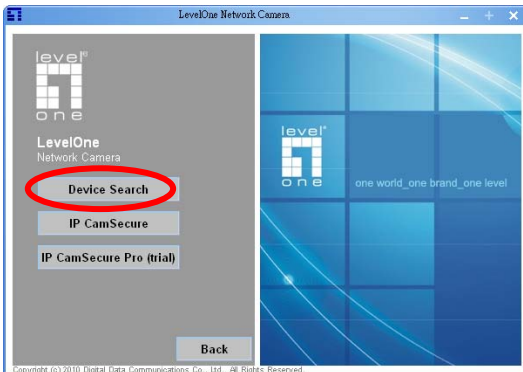 LevelOne Network Camera
level®
one
LevelOne
Network Camera
Device Search
IP CamSecure
IP CamSecure Pro (trial)
Back
level®
one
one world_one brand_one level
Copyright (c) 2010 Digital Data Communications Co., Ltd. All Rights Reserved.